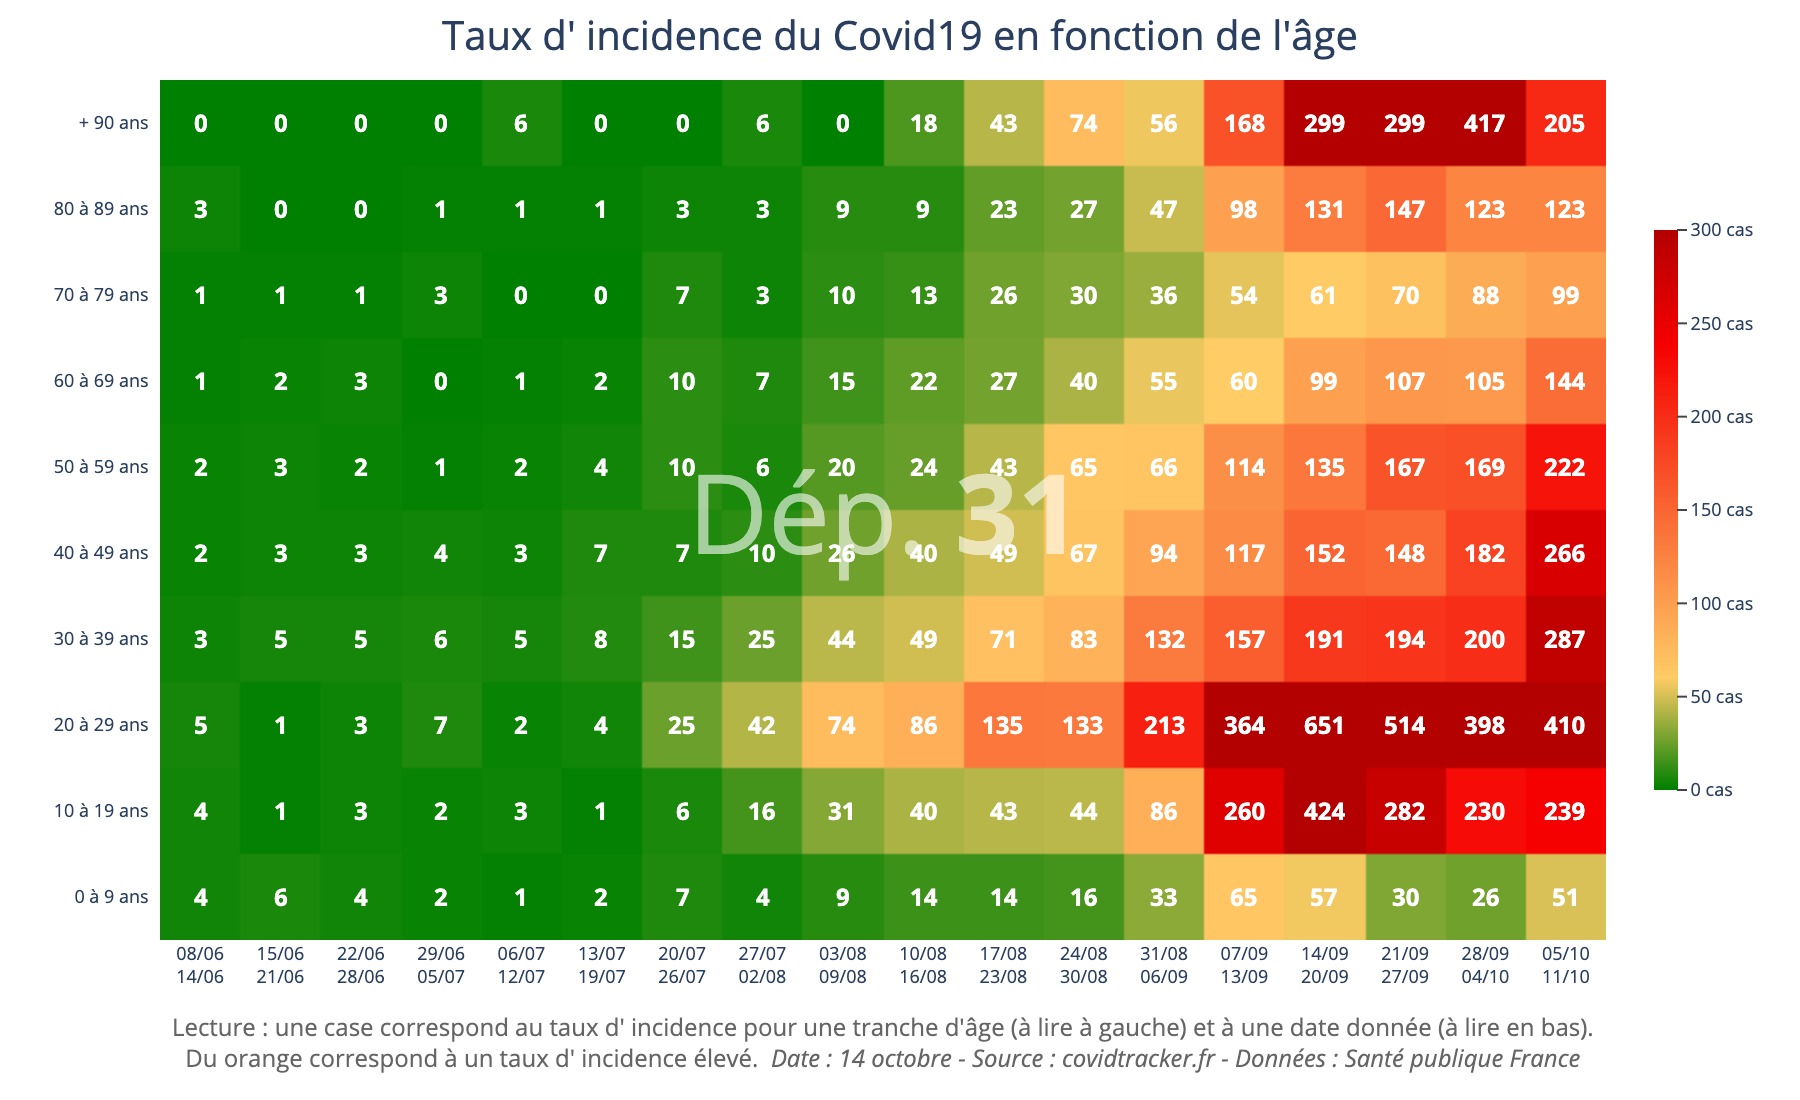 Taux d' incidence du Covid19 en fonction de l'âge
+ 90 ans 0 0 0 0 6 0 0 6 0 18 43 74 56 168 299 299 417 205
80 à 89 ans 3 0 0 1 1 1 3 3 9 9 23 27 47 98 131 147 123 123
70 à 79 ans 1 1 1 3 0 0 7 3 10 13 26 30 36 54 61 70 88 99
60 à 69 ans 1 2 3 0 1 2 10 7 15 22 27 40 55 60 99 107 105 144
50 à 59 ans 2 3 2 1 2 4 10 6 20 24 43 65 66 114 135 167 169 222
Dép. 31
40 à 49 ans 2 3 3 4 3 7 7 10 26 40 49 67 94 117 152 148 182 266
30 à 39 ans 3 5 5 6 5 8 15 25 44 49 71 83 132 157 191 194 200 287
20 à 29 ans 5 1 3 7 2 4 25 42 74 86 135 133 213 364 651 514 398 410
10 à 19 ans 4 1 3 2 3 1 6 16 31 40 43 44 86 260 424 282 230 239
0 à 9 ans 4 6 4 2 1 2 7 4 9 14 14 16 33 65 57 30 26 51
08/06 15/06 22/06 29/06 06/07 13/07 20/07 27/07 03/08 10/08 17/08 24/08 31/08 07/09 14/09 21/09 28/09 05/10
14/06 21/06 28/06 05/07 12/07 19/07 26/07 02/08 09/08 16/08 23/08 30/08 06/09 13/09 20/09 27/09 04/10 11/10
300 cas
250 cas
200 cas
150 cas
100 cas
50 cas
0 cas
Lecture : une case correspond au taux d' incidence pour une tranche d'âge (à lire à gauche) et à une date donnée (à lire en bas).
Du orange correspond à un taux d' incidence élevé. Date : 14 octobre - Source : covidtracker.fr - Données : Santé publique France